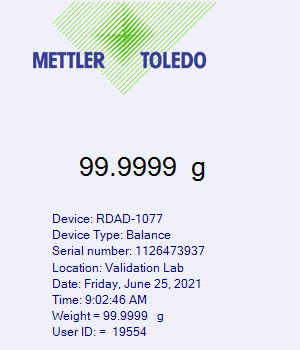 METTLER TOLEDO
99.9999 g
Device: RDAD-1077
Device Type: Balance
Serial number: 1126473937
Location: Validation Lab
Date: Friday, June 25, 2021
Time: 9:02:46 AM
Weight = 99.9999 g
User ID: = 19554